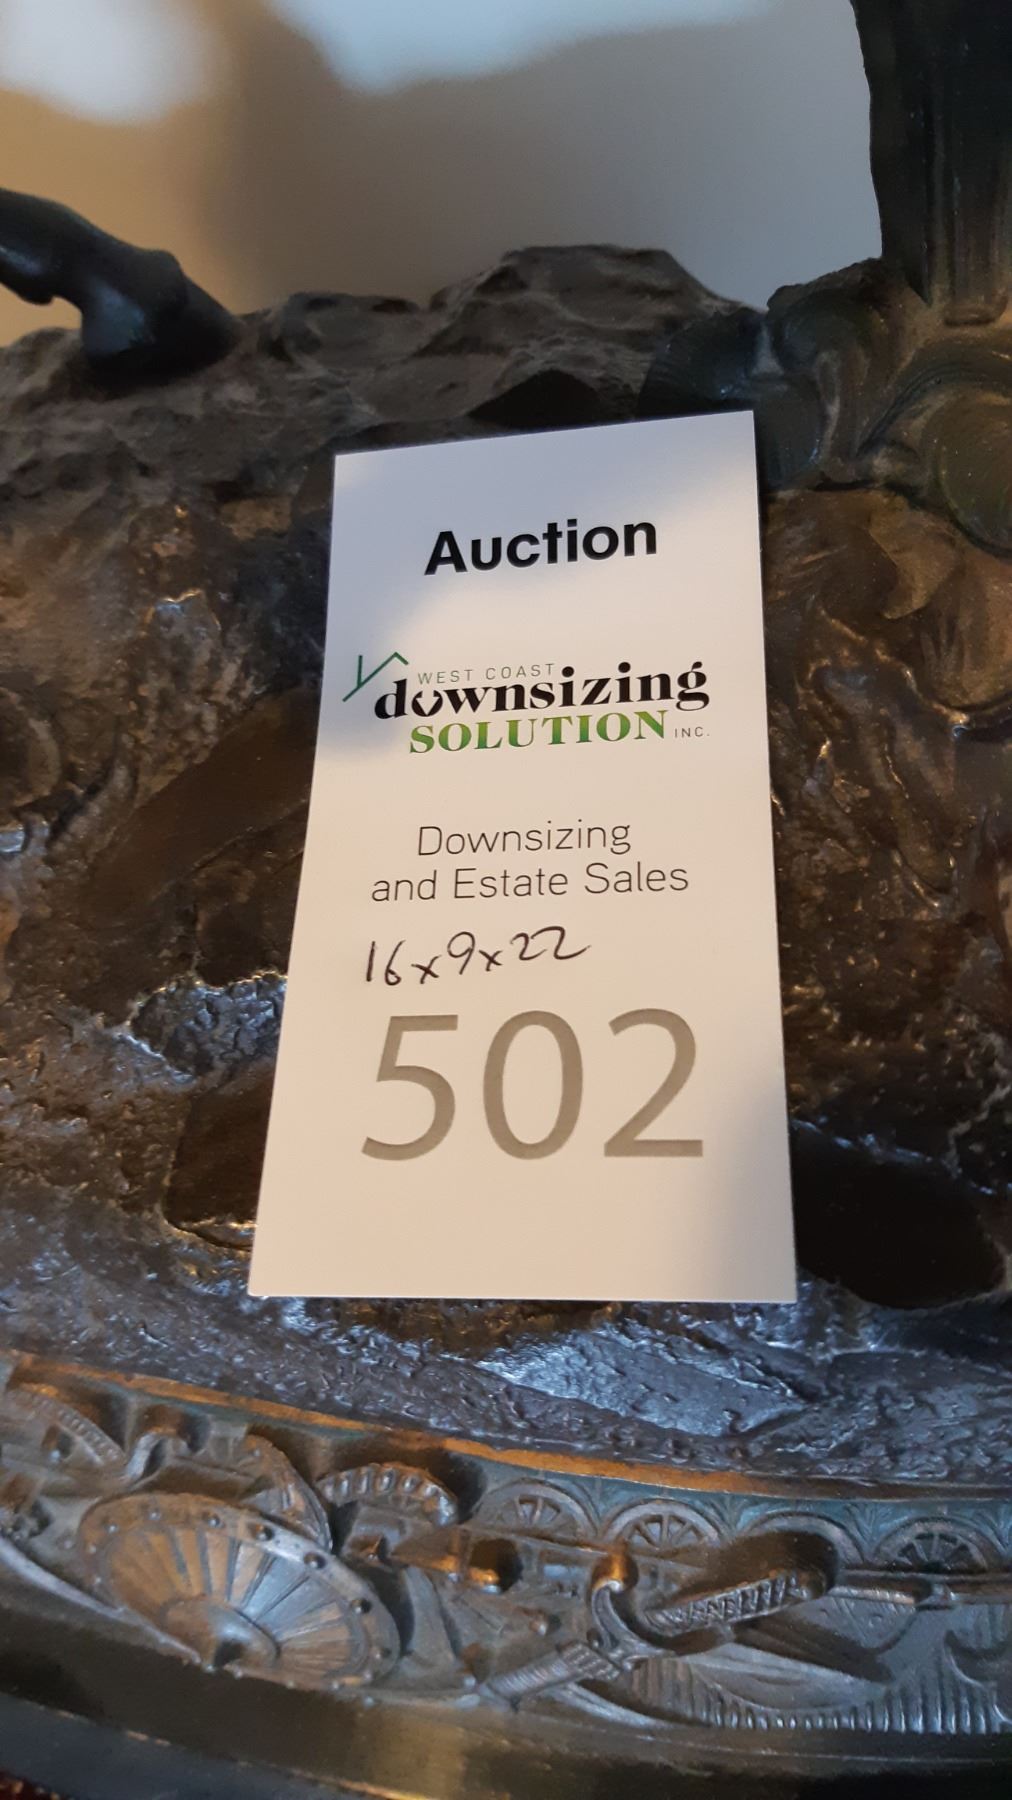 Auction
WEST COAST
downsizing
SOLUTION INC.
Downsizing
and Estate Sales
16x9x22
502